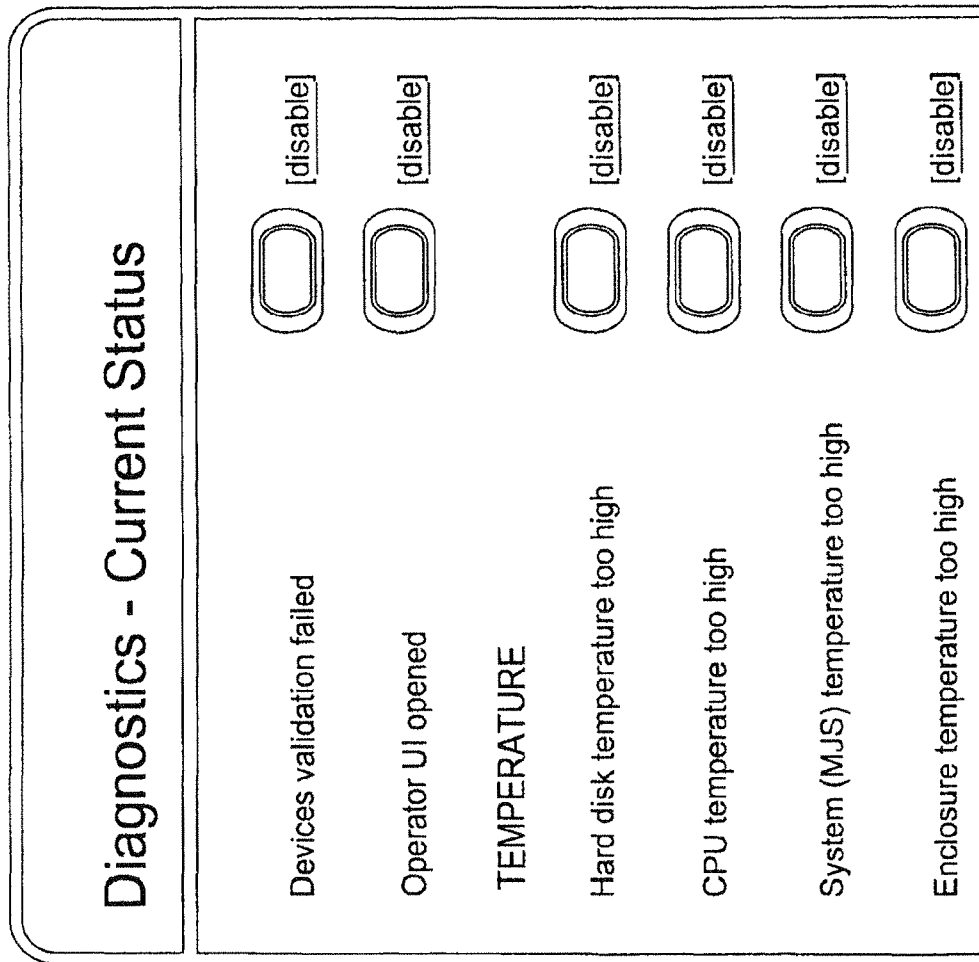 Diagnostics - Current Status
Devices validation failed [disable]
Operator UI opened [disable]
TEMPERATURE
Hard disk temperature too high [disable]
CPU temperature too high [disable]
System (MJS) temperature too high [disable]
Enclosure temperature too high [disable]